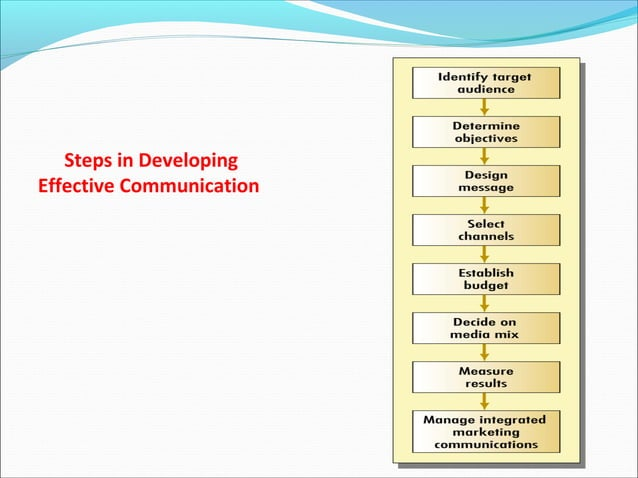 Steps in Developing
Effective Communication
Identify target
audience
Determine
objectives
Design
message
Select
channels
Establish
budget
Decide on
media mix
Measure
results
Manage integrated
marketing
communications